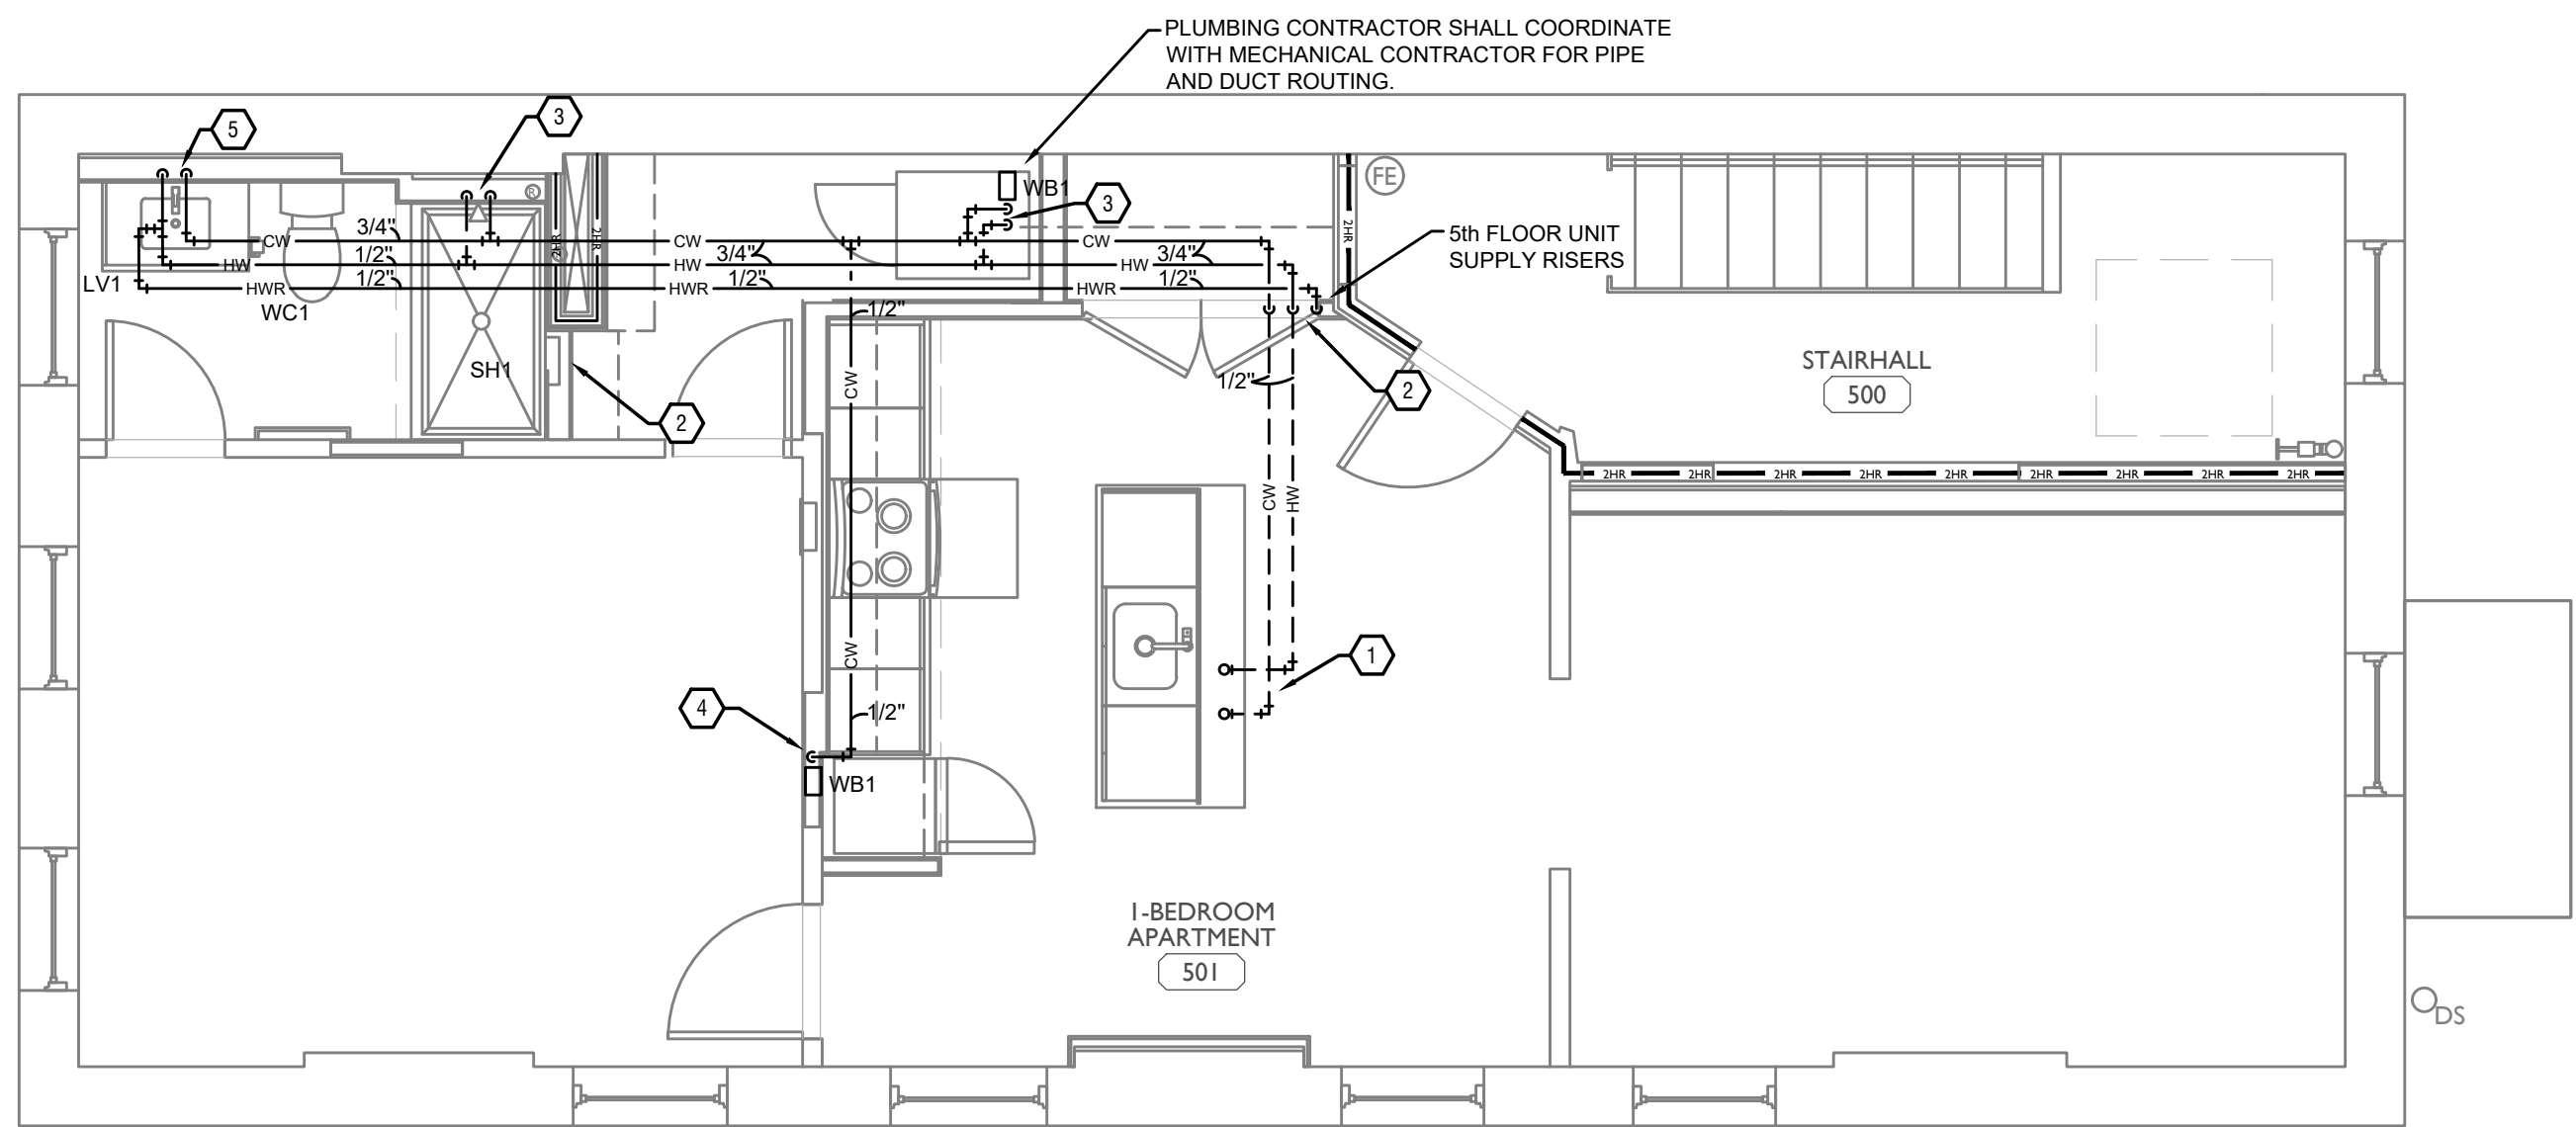 PLUMBING CONTRACTOR SHALL COORDINATE
WITH MECHANICAL CONTRACTOR FOR PIPE
AND DUCT ROUTING.
5
3
WB1
3
FE
2HR
2HR
2HR
5th FLOOR UNIT
SUPPLY RISERS
CW
3/4"
CW
CW
HW
1/2"
HW
3/4"
HW
3/4"
HWR
1/2"
HWR
1/2"
HWR
1/2"
LV1
WC1
SH1
R
1/2"
CW
1/2"
2
2
STAIRHALL
500
2HR
2HR
2HR
2HR
2HR
2HR
2HR
2HR
2HR
CW
HW
CW
1/2"
1
4
WB1
1-BEDROOM
APARTMENT
501
DS